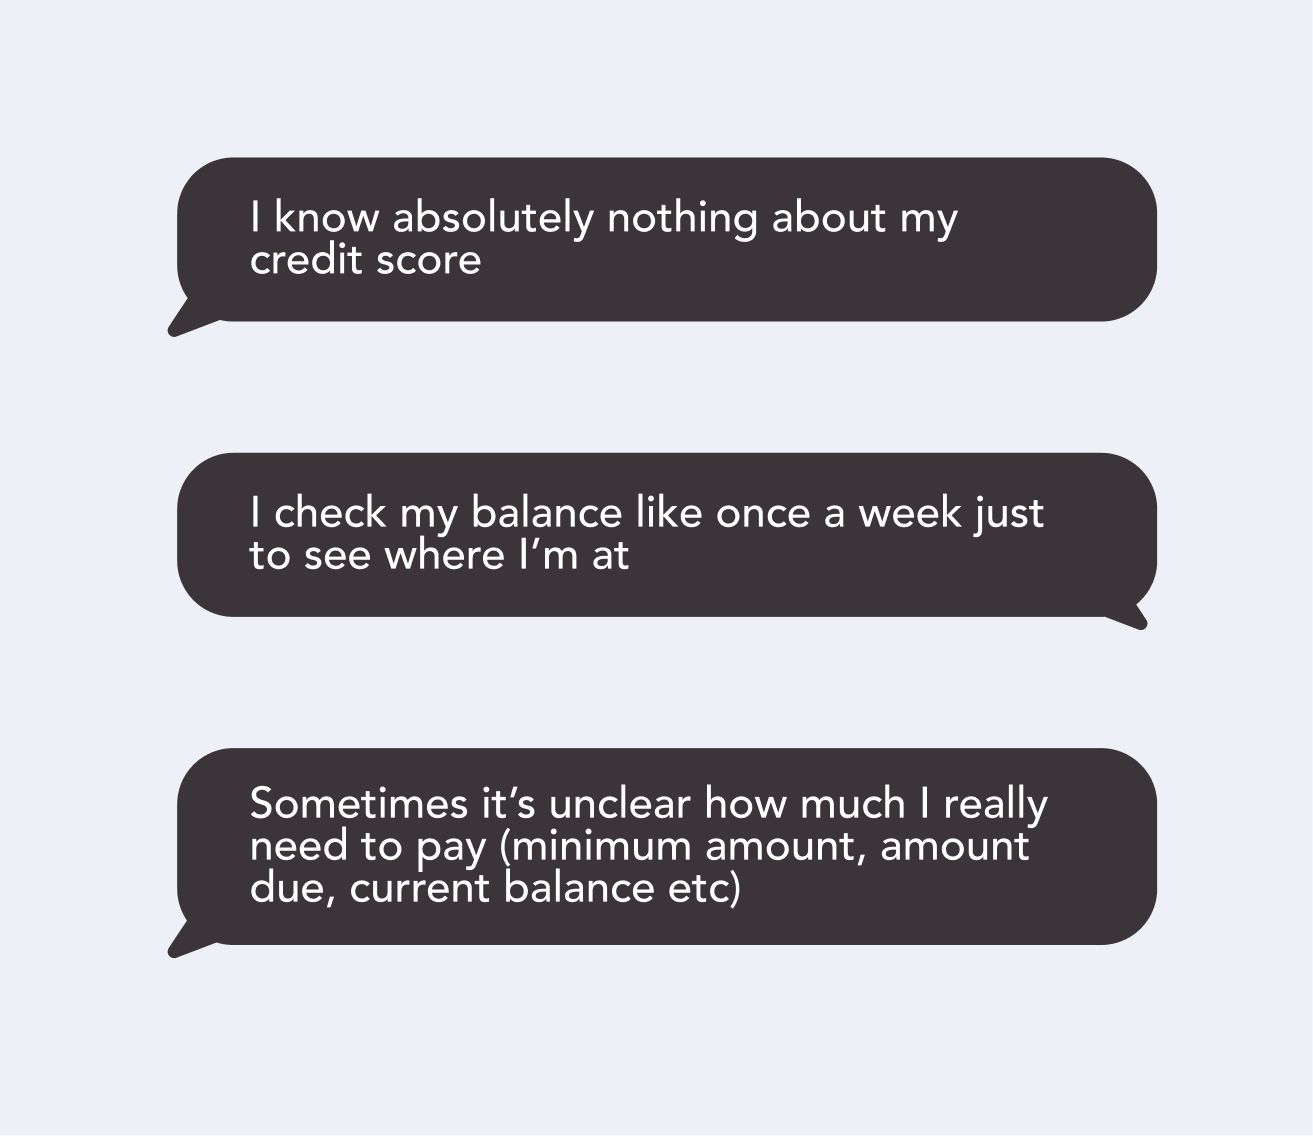 I know absolutely nothing about my
credit score
I check my balance like once a week just
to see where I’m at
Sometimes it’s unclear how much I really
need to pay (minimum amount, amount
due, current balance etc)